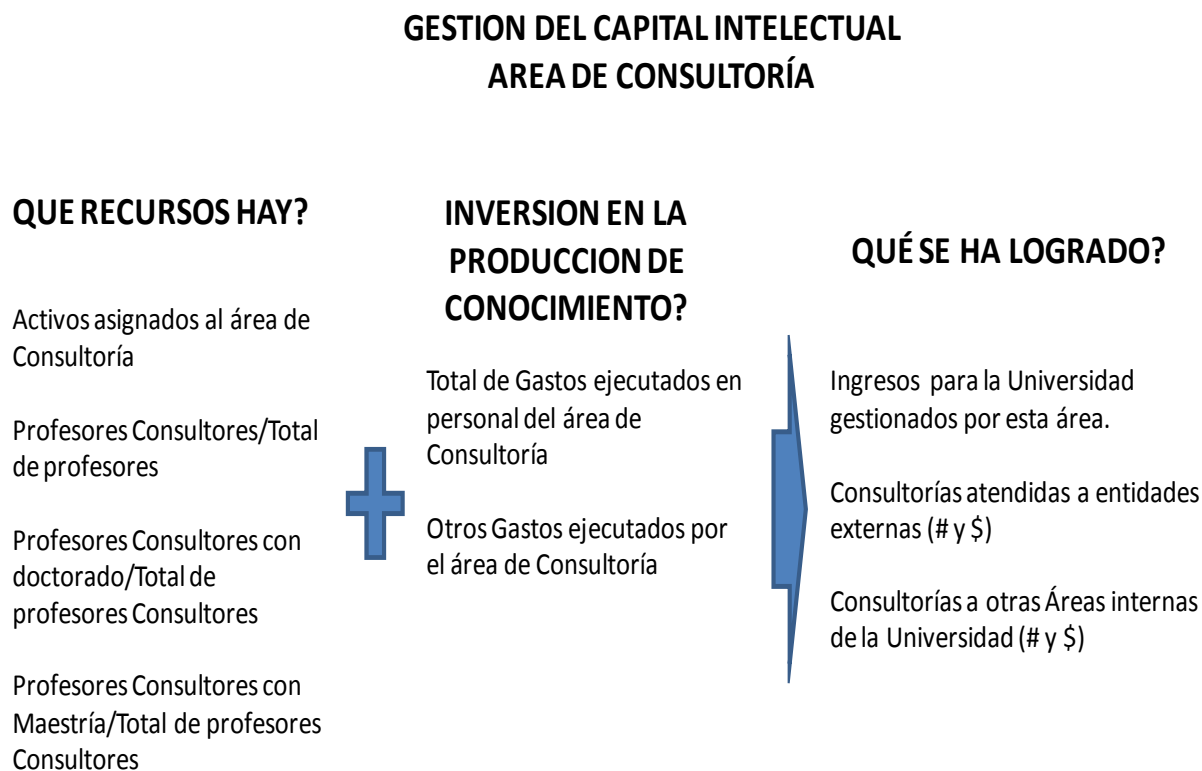 GESTION DEL CAPITAL INTELECTUAL
AREA DE CONSULTORÍA
QUE RECURSOS HAY?
Activos asignados al área de
Consultoría
Profesores Consultores/Total
de profesores
Profesores Consultores con
doctorado/Total de
profesores Consultores
Profesores Consultores con
Maestría/Total de profesores
Consultores
INVERSION EN LA
PRODUCCION DE
CONOCIMIENTO?
Total de Gastos ejecutados en
personal del área de
Consultoría
Otros Gastos ejecutados por
el área de Consultoría
QUÉ SE HA LOGRADO?
Ingresos para la Universidad
gestionados por esta área.
Consultorías atendidas a entidades
externas (# y $)
Consultorías a otras Áreas internas
de la Universidad (# y $)